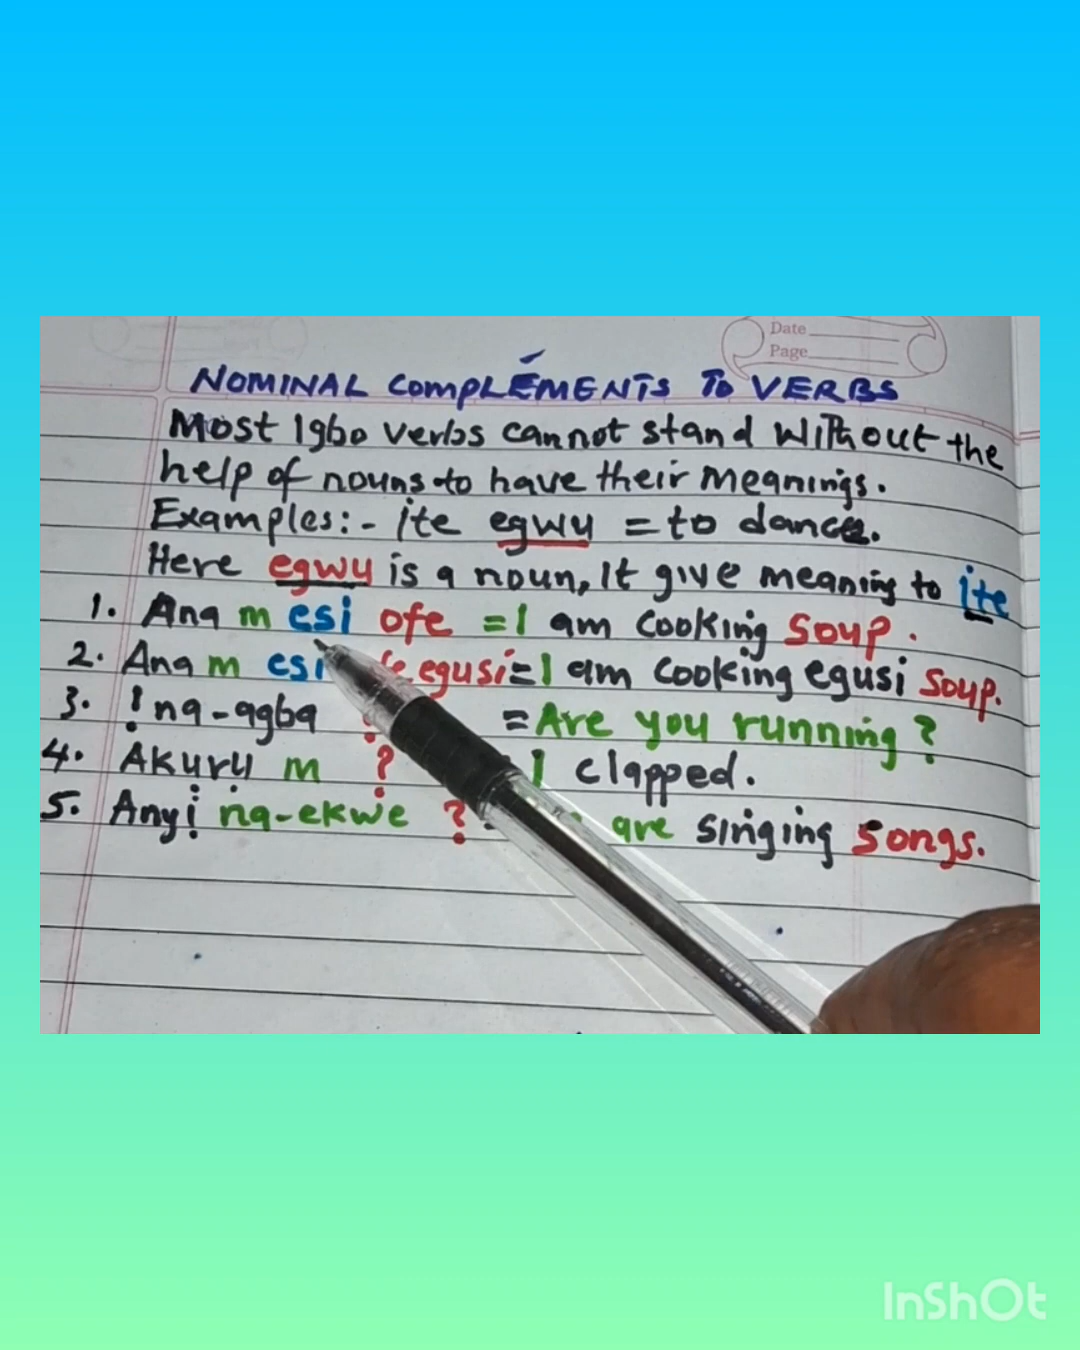 Date
Page
NOMINAL COMPLÉMENTS TO VERBS
Most Igbo verbs cannot stand without the
help of nouns to have their meanings.
Examples:- ite egwu = to dance.
Here egwu is a noun, It give meaning to ite
1. Ana m esi ofe = I am cooking Soup.
2. Ana m esi egusi = I am cooking egusi Soup.
3. Ị na-agba = Are you running?
4. Akụrụ m ? I clapped.
5. Anyị na-ekwe ? are singing songs.
InShOt